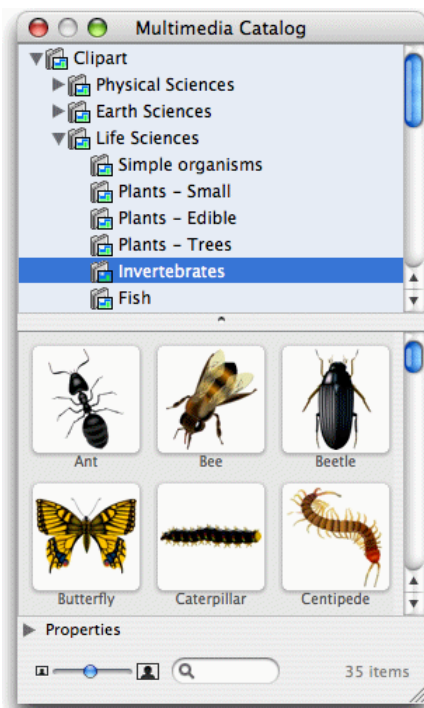 Multimedia Catalog
Clipart
Physical Sciences
Earth Sciences
Life Sciences
Simple organisms
Plants – Small
Plants – Edible
Plants – Trees
Invertebrates
Fish
Ant Bee Beetle
Butterfly Caterpillar Centipede
Properties
35 items